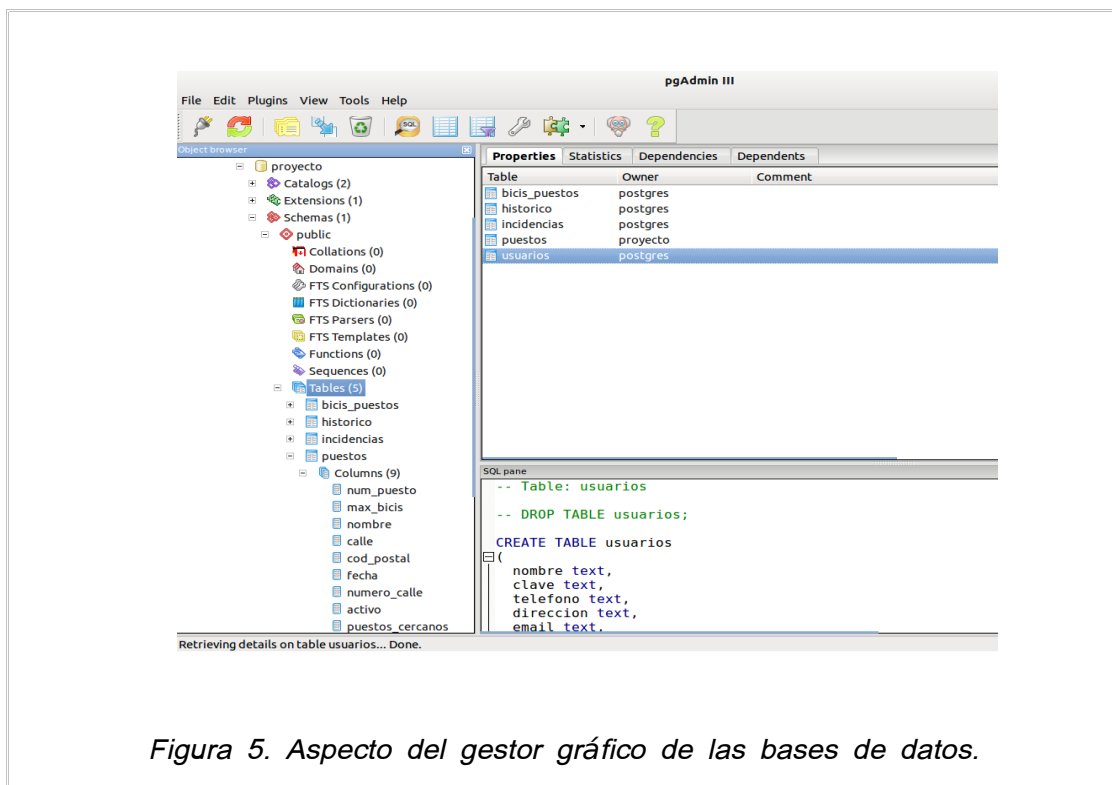 pgAdmin III
File Edit Plugins View Tools Help
SQL
Object browser
proyecto
Catalogs (2)
Extensions (1)
Schemas (1)
public
Collations (0)
Domains (0)
FTS Configurations (0)
FTS Dictionaries (0)
FTS Parsers (0)
FTS Templates (0)
Functions (0)
Sequences (0)
Tables (5)
bicis_puestos
historico
incidencias
puestos
Columns (9)
num_puesto
max_bicis
nombre
calle
cod_postal
fecha
numero_calle
activo
puestos_cercanos
Properties Statistics Dependencies Dependents
Table Owner Comment
bicis_puestos postgres
historico postgres
incidencias postgres
puestos proyecto
usuarios postgres
SQL pane
-- Table: usuarios
-- DROP TABLE usuarios;
CREATE TABLE usuarios
(
nombre text,
clave text,
telefono text,
direccion text,
email text,
Retrieving details on table usuarios... Done.
Figura 5. Aspecto del gestor gráfico de las bases de datos.